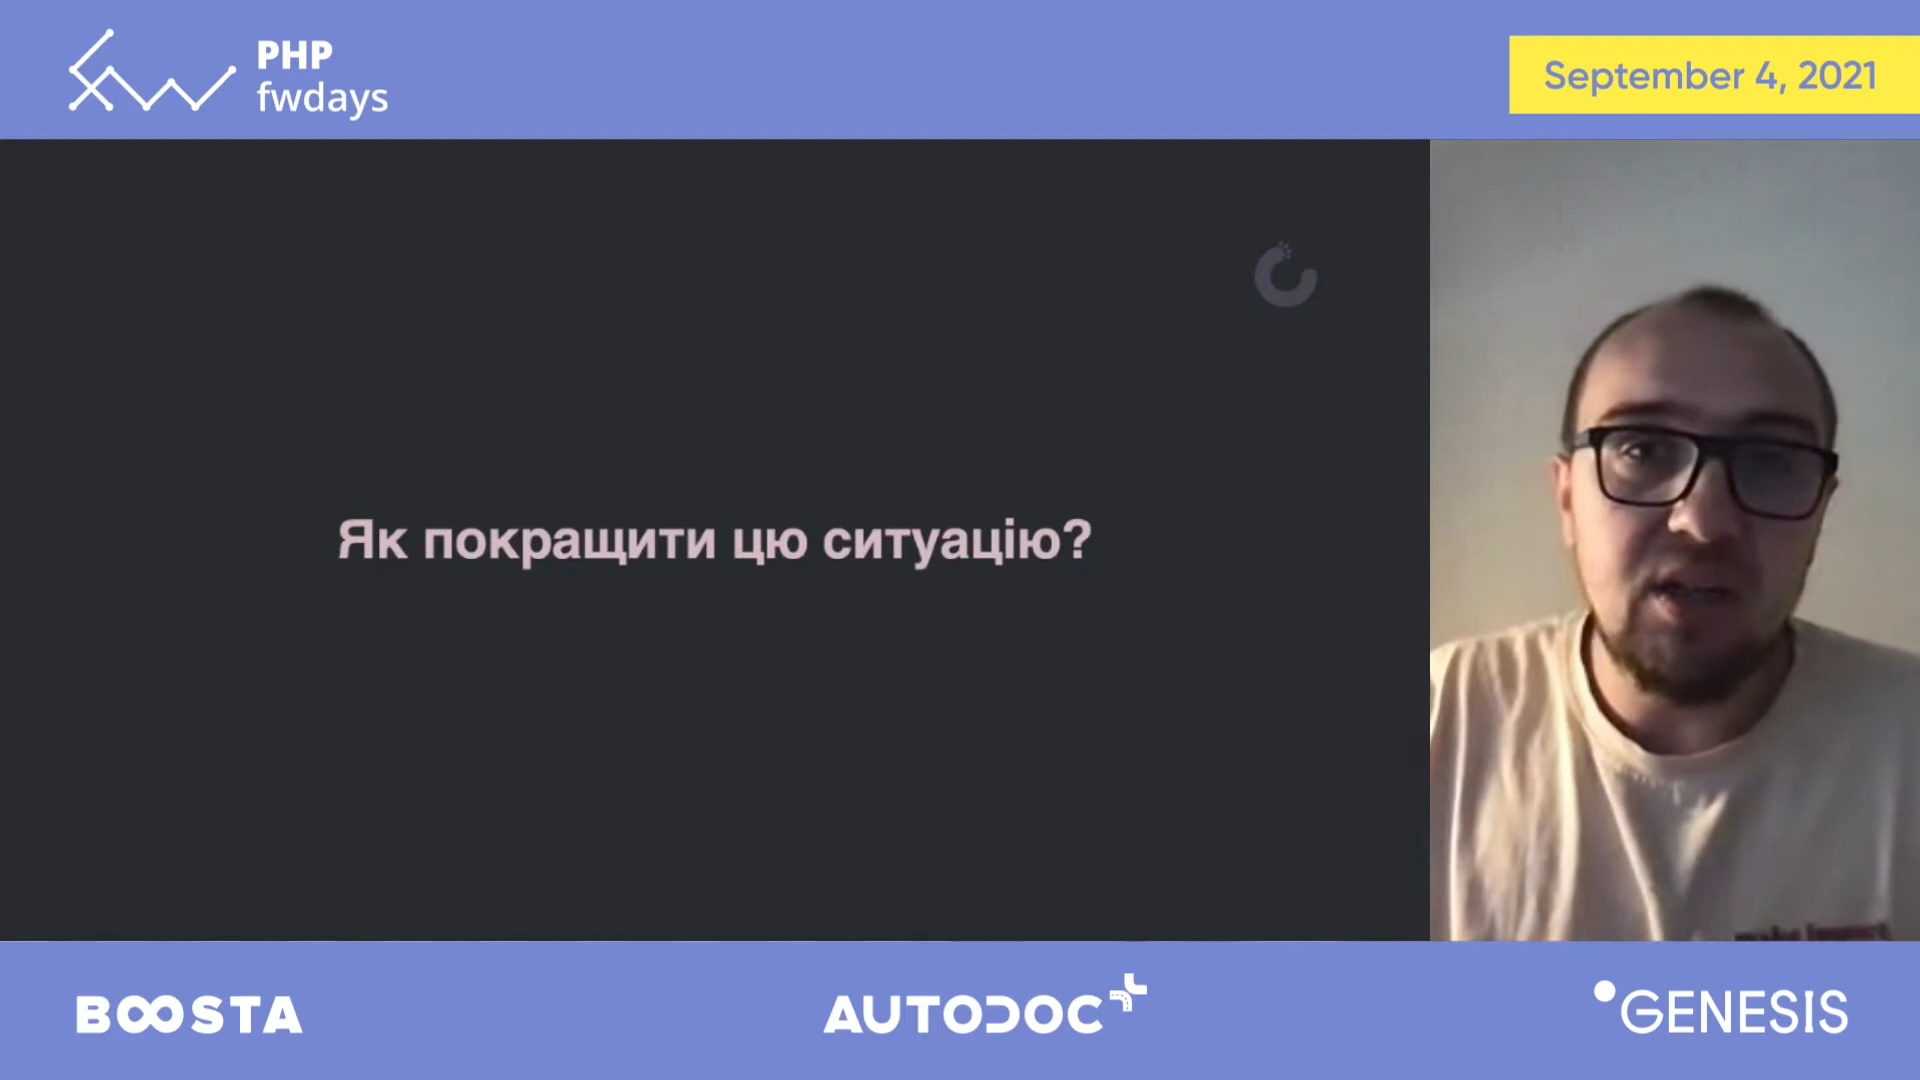 PHP
fwdays
September 4, 2021
Як покращити цю ситуацію?
BOOSTA
AUTODOC
GENESIS